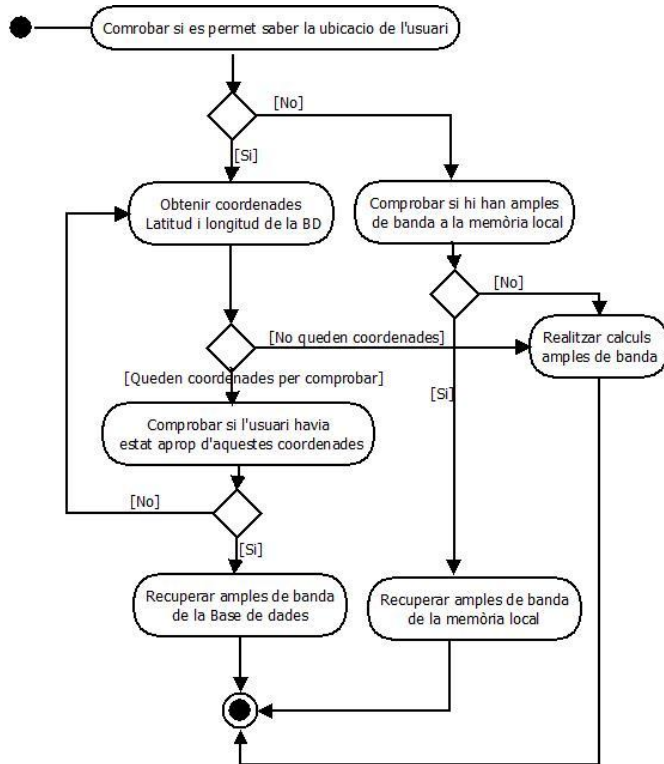 Comrobar si es permet saber la ubicacio de l'usuari
[No]
[Si]
Obtenir coordenades
Latitud i longitud de la BD
Comprobar si hi han amples
de banda a la memòria local
[No]
[No queden coordenades]
Realitzar calculs
amples de banda
[Queden coordenades per comprobar]
[Si]
Comprobar si l'usuari havia
estat aprop d'aquestes coordenades
[No]
[Si]
Recuperar amples de banda
de la Base de dades
Recuperar amples de banda
de la memòria local